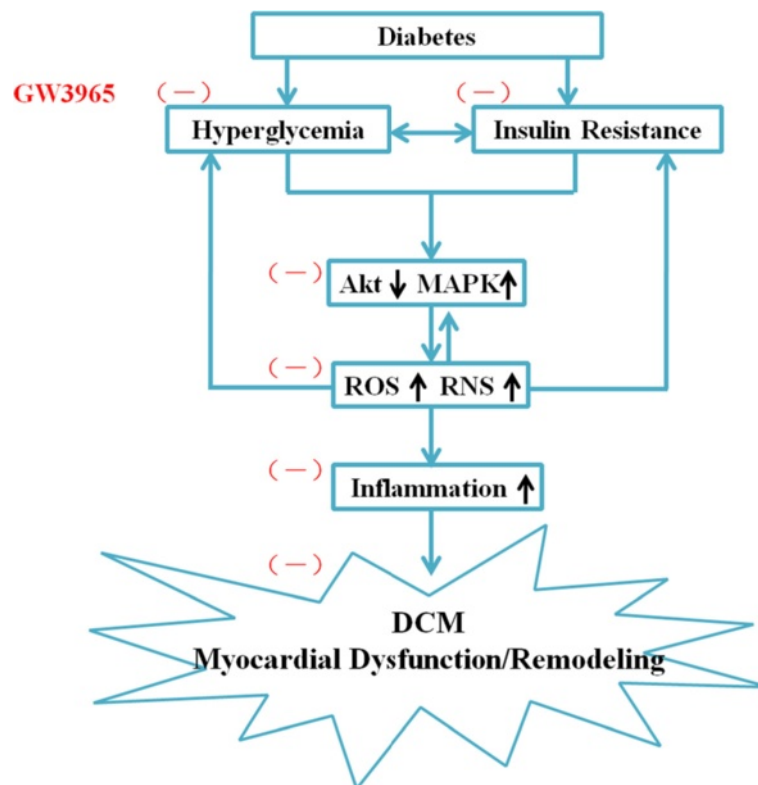 Diabetes
GW3965 (—) (—)
Hyperglycemia Insulin Resistance
(—)
Akt ↓ MAPK ↑
(—)
ROS ↑ RNS ↑
(—)
Inflammation ↑
(—)
DCM
Myocardial Dysfunction/Remodeling